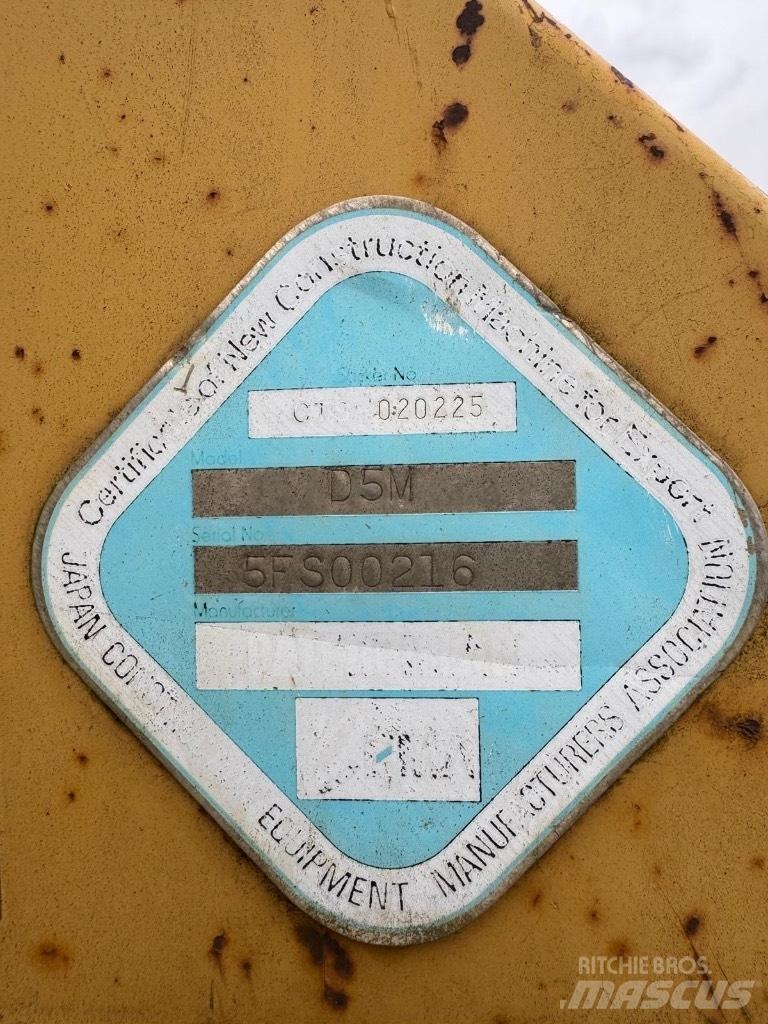 Certificate of New Construction Machine for Export
Sticker No.
020225
Model
D5M
Serial No.
5FS00216
Manufacturer
JAPAN EQUIPMENT MANUFACTURERS ASSOCIATION
RITCHIE BROS.
MASCUS